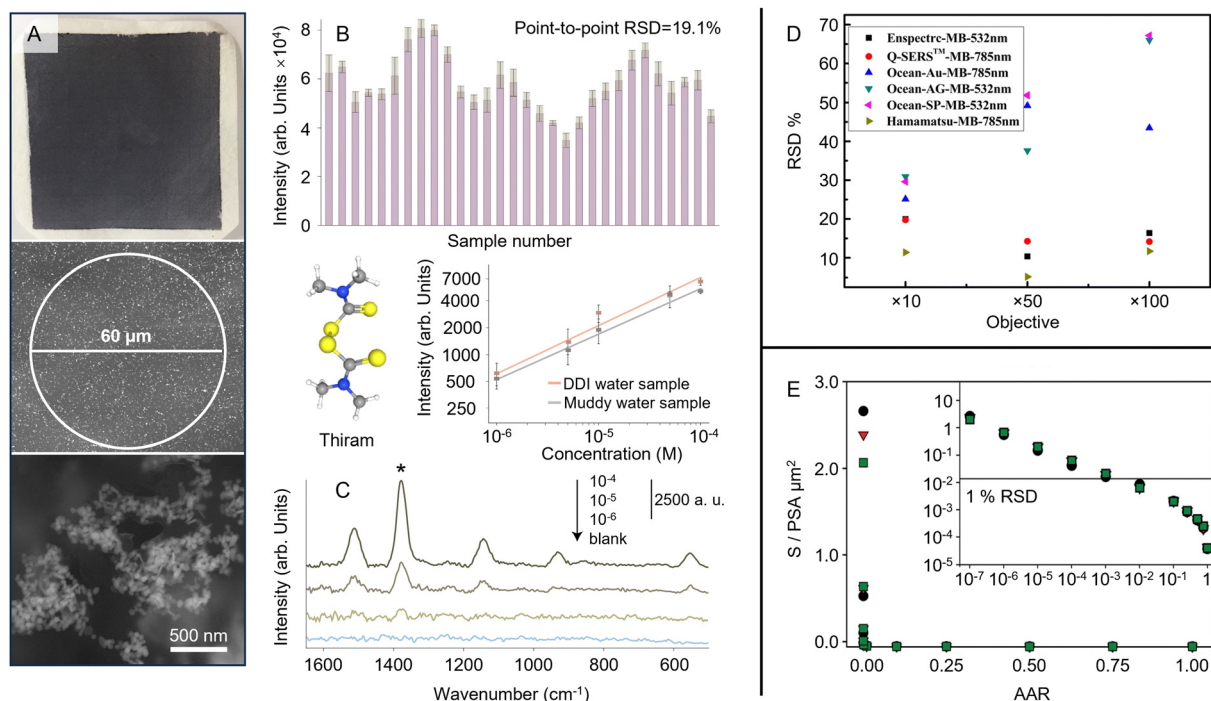 A
60 µm
500 nm
B
Point-to-point RSD=19.1%
Intensity (arb. Units × 10⁴)
8
6
4
2
0
Sample number
Thiram
Intensity (arb. Units)
7000
4000
2000
1000
500
250
DDI water sample
Muddy water sample
10⁻⁶
10⁻⁵
10⁻⁴
Concentration (M)
C
*
10⁻⁴
10⁻⁵
10⁻⁶
blank
2500 a. u.
Intensity (arb. Units)
1600
1400
1200
1000
800
600
Wavenumber (cm⁻¹)
D
Enspectrc-MB-532nm
Q-SERS™-MB-785nm
Ocean-Au-MB-785nm
Ocean-AG-MB-532nm
Ocean-SP-MB-532nm
Hamamatsu-MB-785nm
RSD %
70
60
50
40
30
20
10
×10
×50
×100
Objective
E
S / PSA µm²
3.0
2.0
1.0
0.0
10
1
10⁻¹
10⁻²
10⁻³
10⁻⁴
10⁻⁵
1 % RSD
10⁻⁷
10⁻⁶
10⁻⁵
10⁻⁴
10⁻³
10⁻²
10⁻¹
1
0.00
0.25
0.50
0.75
1.00
AAR